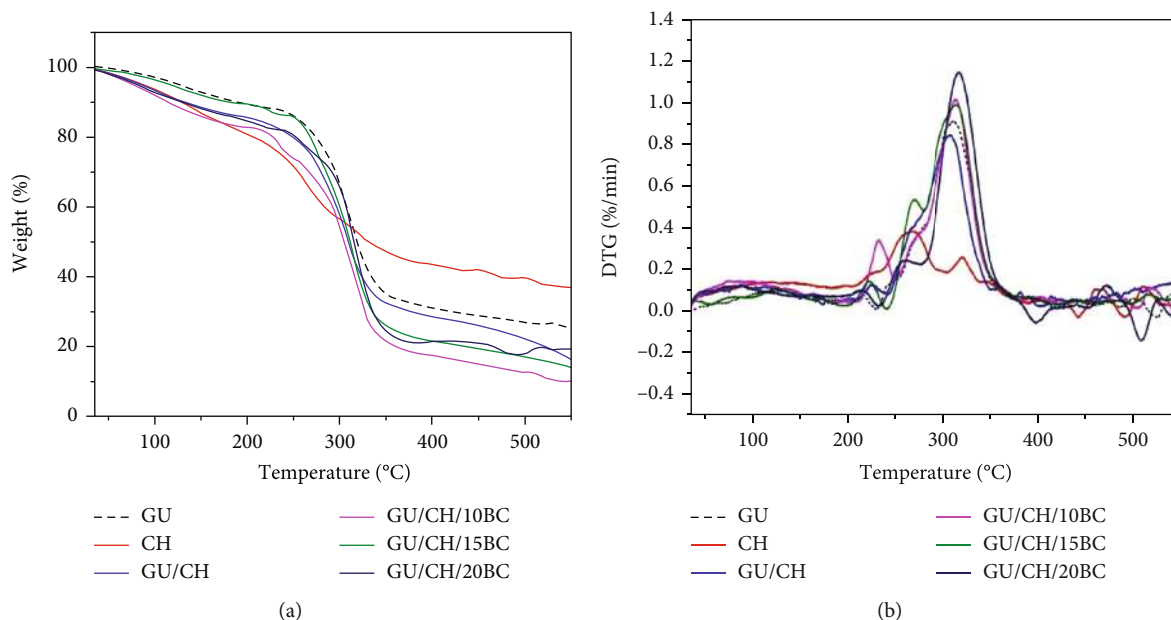 100
80
60
40
20
0
Weight (%)
100 200 300 400 500
Temperature (°C)
GU
CH
GU/CH
GU/CH/10BC
GU/CH/15BC
GU/CH/20BC
(a)
1.4
1.2
1.0
0.8
0.6
0.4
0.2
0.0
–0.2
–0.4
DTG (%/min)
100 200 300 400 500
Temperature (°C)
GU
CH
GU/CH
GU/CH/10BC
GU/CH/15BC
GU/CH/20BC
(b)